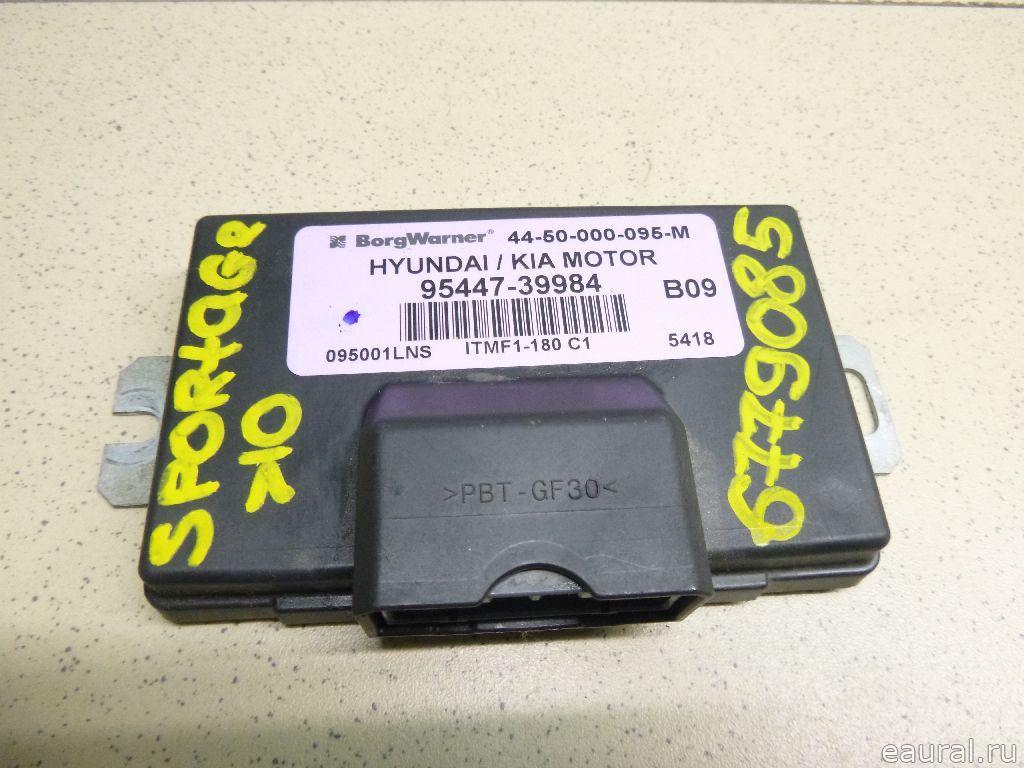 BorgWarner® 44-50-000-095-M
HYUNDAI / KIA MOTOR
95447-39984 B09
095001LNS ITMF1-180 C1 5418
>PBT-GF30<
SPORTAGE
>10
6779085
eaural.ru